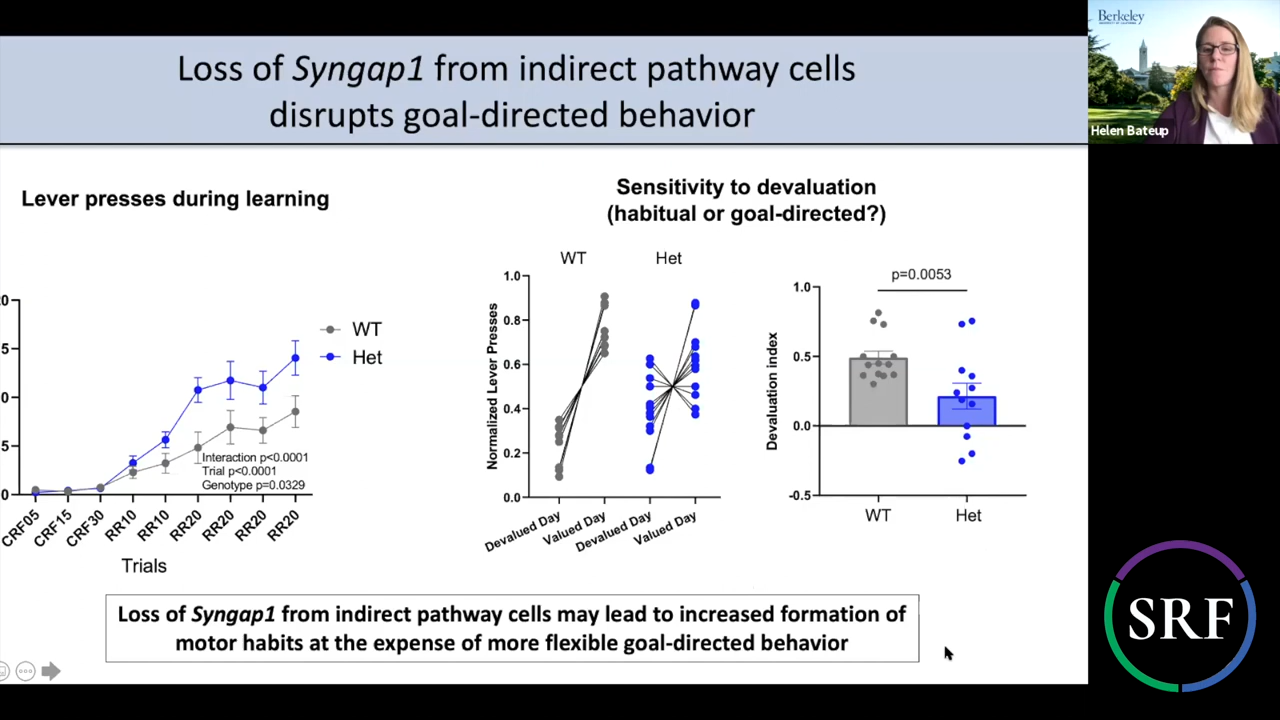 Loss of Syngap1 from indirect pathway cells
disrupts goal-directed behavior
Berkeley
Helen Bateup
Lever presses during learning
0
5
0
5
0
WT
Het
Interaction p<0.0001
Trial p<0.0001
Genotype p=0.0329
CRF05
CRF15
CRF30
RR10
RR10
RR20
RR20
RR20
RR20
Trials
Sensitivity to devaluation
(habitual or goal-directed?)
WT
Het
Normalized Lever Presses
1.0
0.8
0.6
0.4
0.2
0.0
Devalued Day
Valued Day
Devalued Day
Valued Day
p=0.0053
Devaluation index
1.0
0.5
0.0
-0.5
WT
Het
Loss of Syngap1 from indirect pathway cells may lead to increased formation of
motor habits at the expense of more flexible goal-directed behavior
SRF